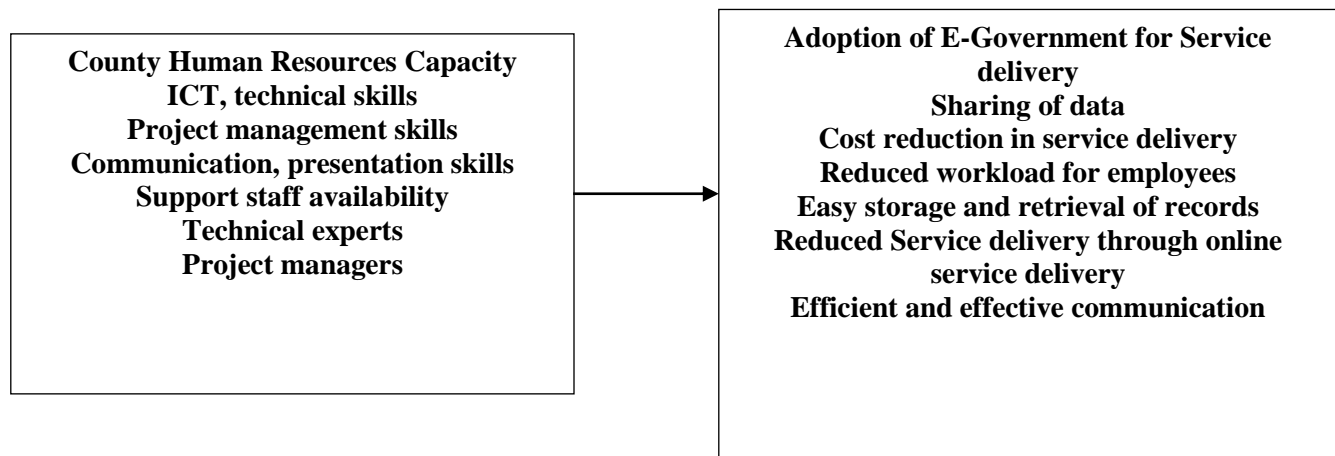 County Human Resources Capacity
ICT, technical skills
Project management skills
Communication, presentation skills
Support staff availability
Technical experts
Project managers
Adoption of E-Government for Service
delivery
Sharing of data
Cost reduction in service delivery
Reduced workload for employees
Easy storage and retrieval of records
Reduced Service delivery through online
service delivery
Efficient and effective communication